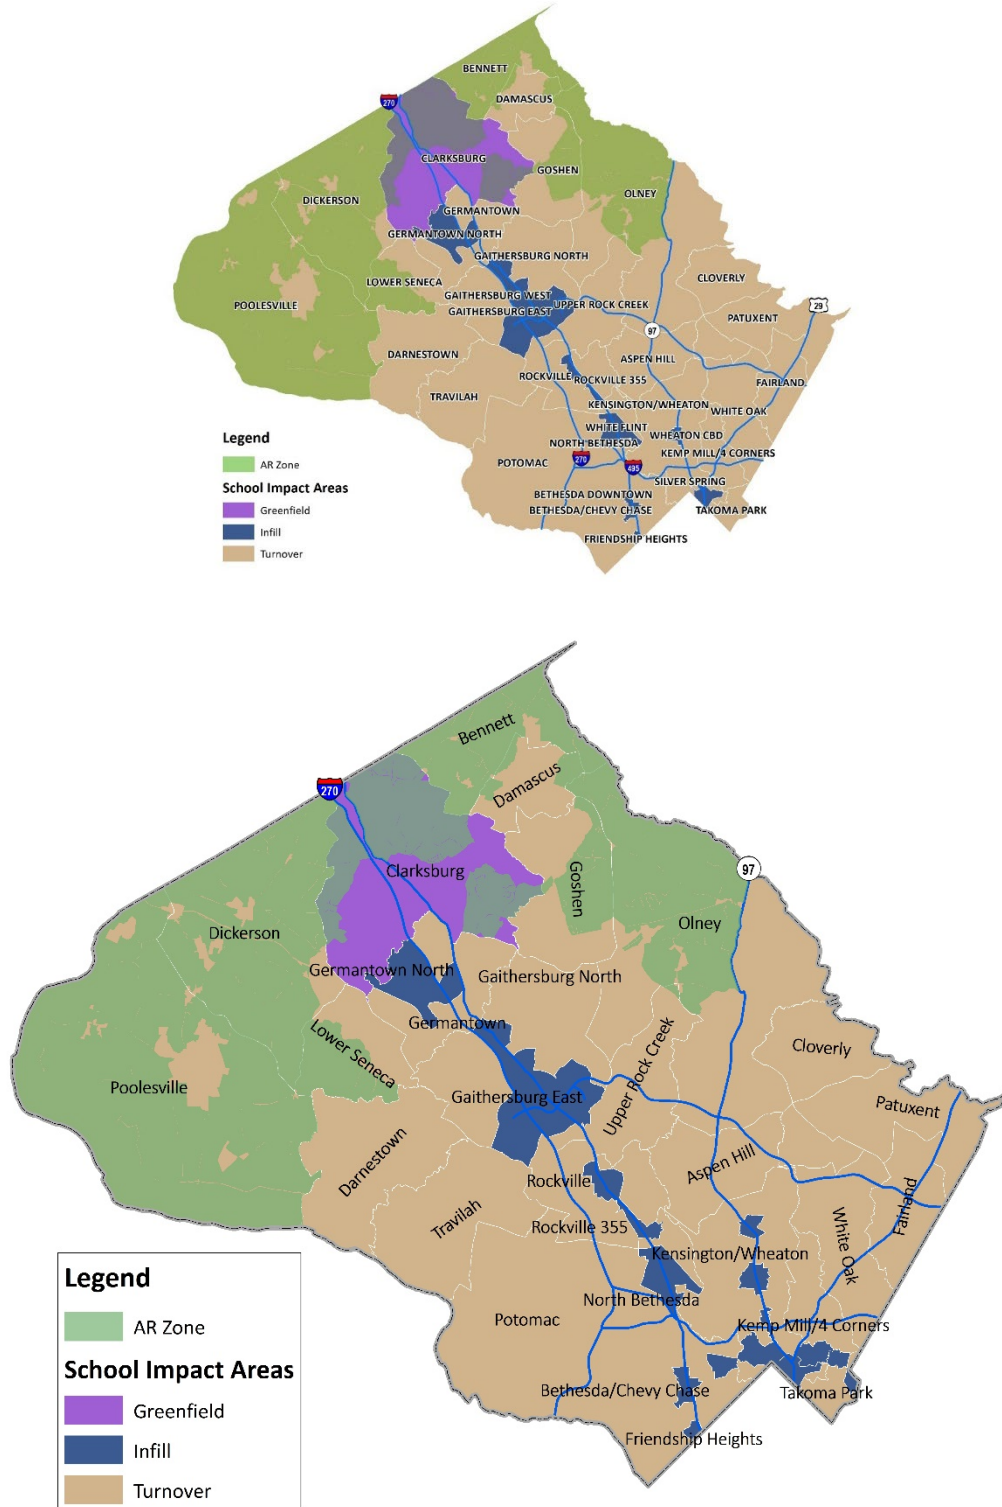 BENNETT
270
DAMASCUS
CLARKSBURG
GOSHEN
DICKERSON
OLNEY
GERMANTOWN
GERMANTOWN NORTH
GAITHERSBURG NORTH
CLOVERLY
LOWER SENECA
GAITHERSBURG WEST
POOLESVILLE
UPPER ROCK CREEK
29
GAITHERSBURG EAST
PATUXENT
97
DARNESTOWN
ASPEN HILL
ROCKVILLE
ROCKVILLE 355
FAIRLAND
TRAVILAH
KENSINGTON/WHEATON
WHITE OAK
WHITE FLINT
WHEATON CBD
Legend
NORTH BETHESDA
KEMP MILL/4 CORNERS
POTOMAC
270
495
AR Zone
SILVER SPRING
School Impact Areas
BETHESDA DOWNTOWN
Greenfield
BETHESDA/CHEVY CHASE
TAKOMA PARK
Infill
FRIENDSHIP HEIGHTS
Turnover
Bennett
270
Damascus
97
Clarksburg
Goshen
Olney
Dickerson
Germantown North
Gaithersburg North
Germantown
Lower Seneca
Cloverly
Upper Rock Creek
Poolesville
Gaithersburg East
Patuxent
Darnestown
Aspen Hill
Rockville
Fairland
Travilah
Rockville 355
White Oak
Kensington/Wheaton
Legend
North Bethesda
Potomac
AR Zone
Kemp Mill/4 Corners
School Impact Areas
Bethesda/Chevy Chase
Takoma Park
Greenfield
Friendship Heights
Infill
Turnover